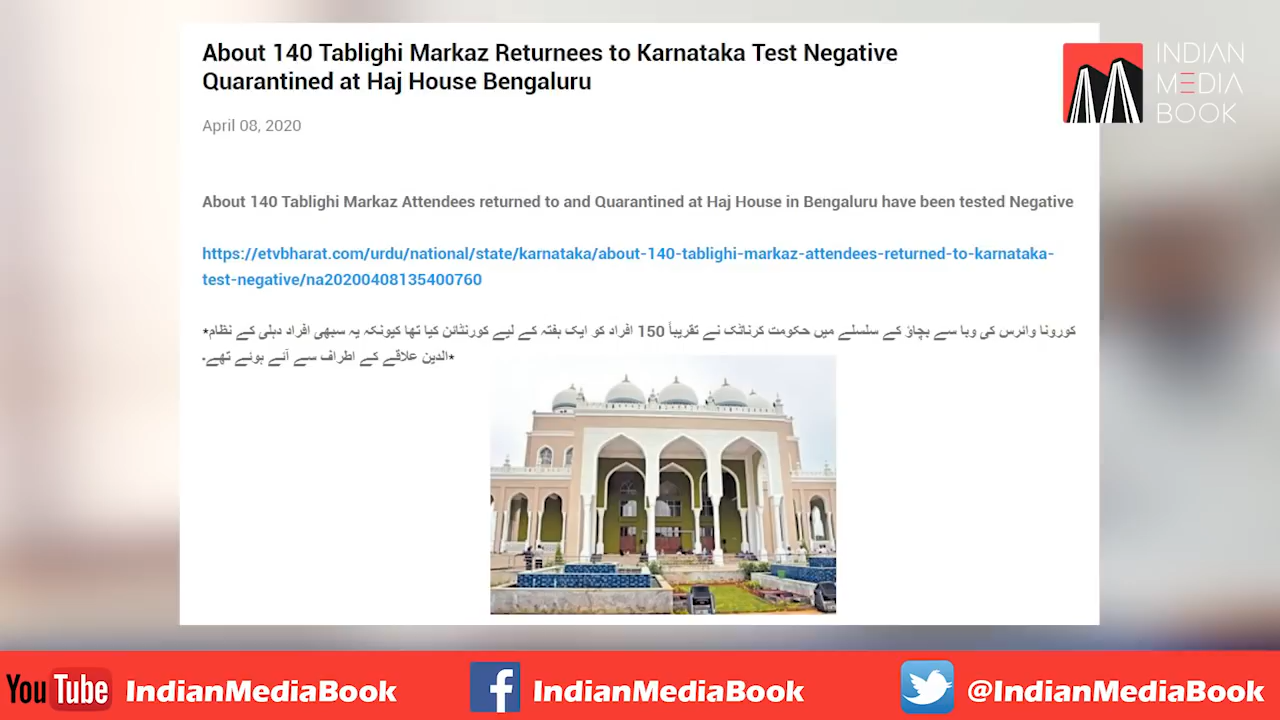 About 140 Tablighi Markaz Returnees to Karnataka Test Negative
Quarantined at Haj House Bengaluru
INDIAN
MEDIA
BOOK
April 08, 2020
About 140 Tablighi Markaz Attendees returned to and Quarantined at Haj House in Bengaluru have been tested Negative
https://etvbharat.com/urdu/national/state/karnataka/about-140-tablighi-markaz-attendees-returned-to-karnataka-
test-negative/na20200408135400760
کورونا وائرس کی وبا سے بچاؤ کے سلسلے میں حکومت کرناٹک نے تقریباً 150 افراد کو ایک ہفتہ کے لیے کورنٹائن کیا تھا کیونکہ یہ سبھی افراد دہلی کے نظام*
*الدین علاقے کے اطراف سے آئے ہوئے تھے۔
YouTube IndianMediaBook
f IndianMediaBook
@IndianMediaBook